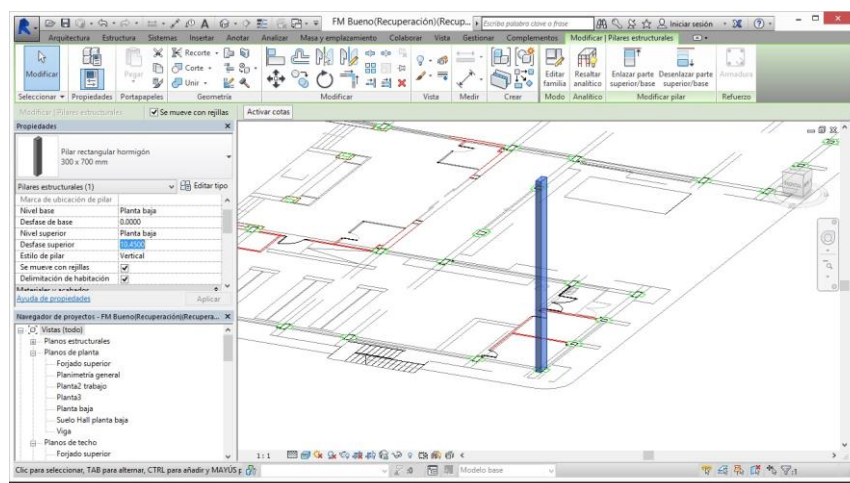 FM Bueno(Recuperación)(Recup...
Escriba palabra clave o frase
Iniciar sesión
Arquitectura Estructura Sistemas Insertar Anotar Analizar Masa y emplazamiento Colaborar Vista Gestionar Complementos Modificar | Pilares estructurales
Modificar
Pegar
Recorte
Corte
Unir
Editar familia
Resaltar analítico
Enlazar parte superior/base
Desenlazar parte superior/base
Armadura
Seleccionar Propiedades Portapapeles Geometría Modificar Vista Medir Crear Modo Analítico Modificar pilar Refuerzo
Modificar | Pilares estructurales Se mueve con rejillas Activar cotas
Propiedades
Pilar rectangular hormigón
300 x 700 mm
Pilares estructurales (1) Editar tipo
Marca de ubicación de pilar
Nivel base Planta baja
Desfase de base 0.0000
Nivel superior Planta baja
Desfase superior 10.4500
Estilo de pilar Vertical
Se mueve con rejillas
Delimitación de habitación
Materiales y acabados
Ayuda de propiedades Aplicar
Navegador de proyectos - FM Bueno(Recuperación)(Recupera...
Vistas (todo)
Planos estructurales
Planos de planta
Forjado superior
Planimetría general
Planta2 trabajo
Planta3
Planta baja
Suelo Hall planta baja
Viga
Planos de techo
Forjado superior
1:1
Clic para seleccionar, TAB para alternar, CTRL para añadir y MAYÚS
:0
Modelo base
:1